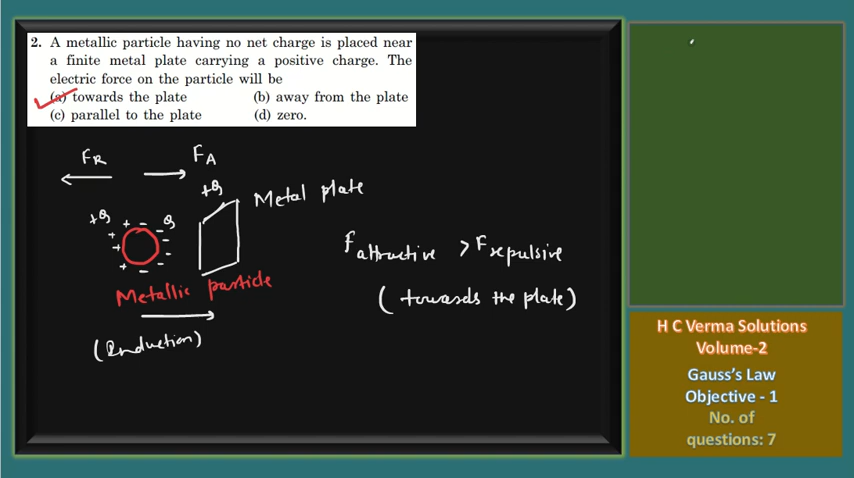 2. A metallic particle having no net charge is placed near
a finite metal plate carrying a positive charge. The
electric force on the particle will be
(a) towards the plate
(b) away from the plate
(c) parallel to the plate
(d) zero.
FR
FA
+Q
Metal plate
+Q + - Q
+ -
+ -
+ - -
Metallic particle
(Induction)
Fattractive > Frepulsive
(towards the plate)
H C Verma Solutions
Volume-2
Gauss's Law
Objective - 1
No. of
questions: 7